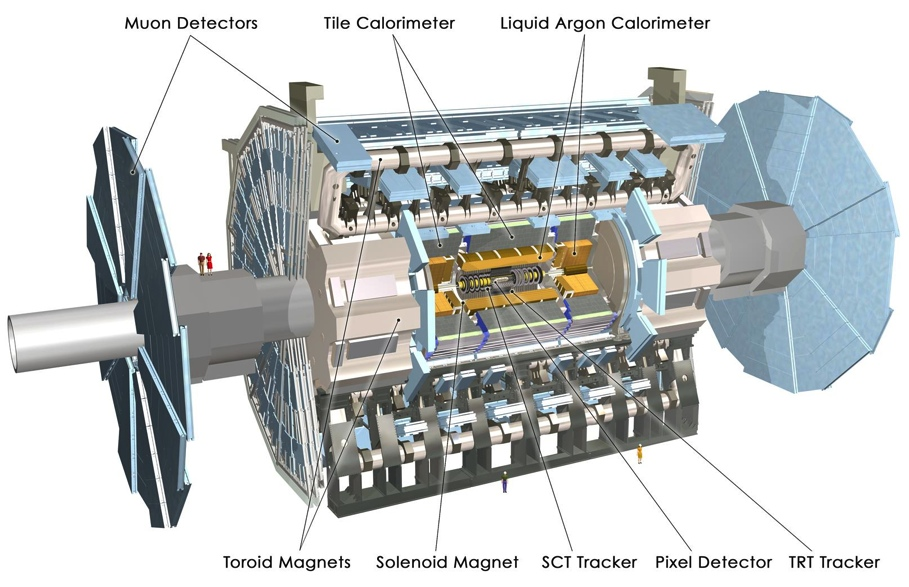 Muon Detectors
Tile Calorimeter
Liquid Argon Calorimeter
Toroid Magnets
Solenoid Magnet
SCT Tracker
Pixel Detector
TRT Tracker